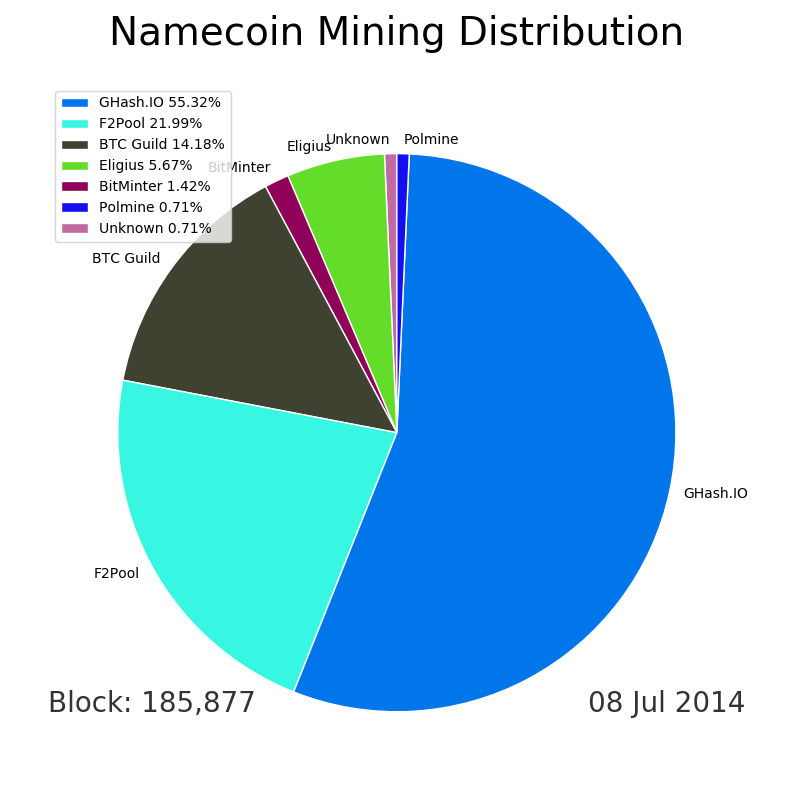 Namecoin Mining Distribution
GHash.IO 55.32%
F2Pool 21.99%
BTC Guild 14.18%
Eligius 5.67%
BitMinter 1.42%
Polmine 0.71%
Unknown 0.71%
Polmine
Unknown
Eligius
BitMinter
BTC Guild
GHash.IO
F2Pool
Block: 185,877
08 Jul 2014